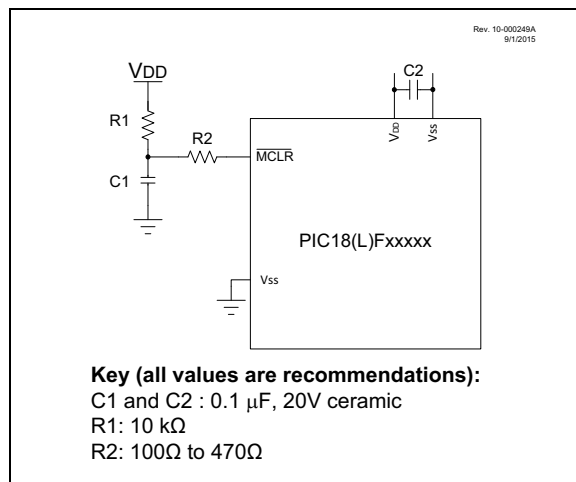 Rev. 10-000249A
9/1/2015
C2
VDD
R1
R2
VDD
Vss
MCLR
C1
PIC18(L)Fxxxxx
Vss
Key (all values are recommendations):
C1 and C2 : 0.1 μF, 20V ceramic
R1: 10 kΩ
R2: 100Ω to 470Ω